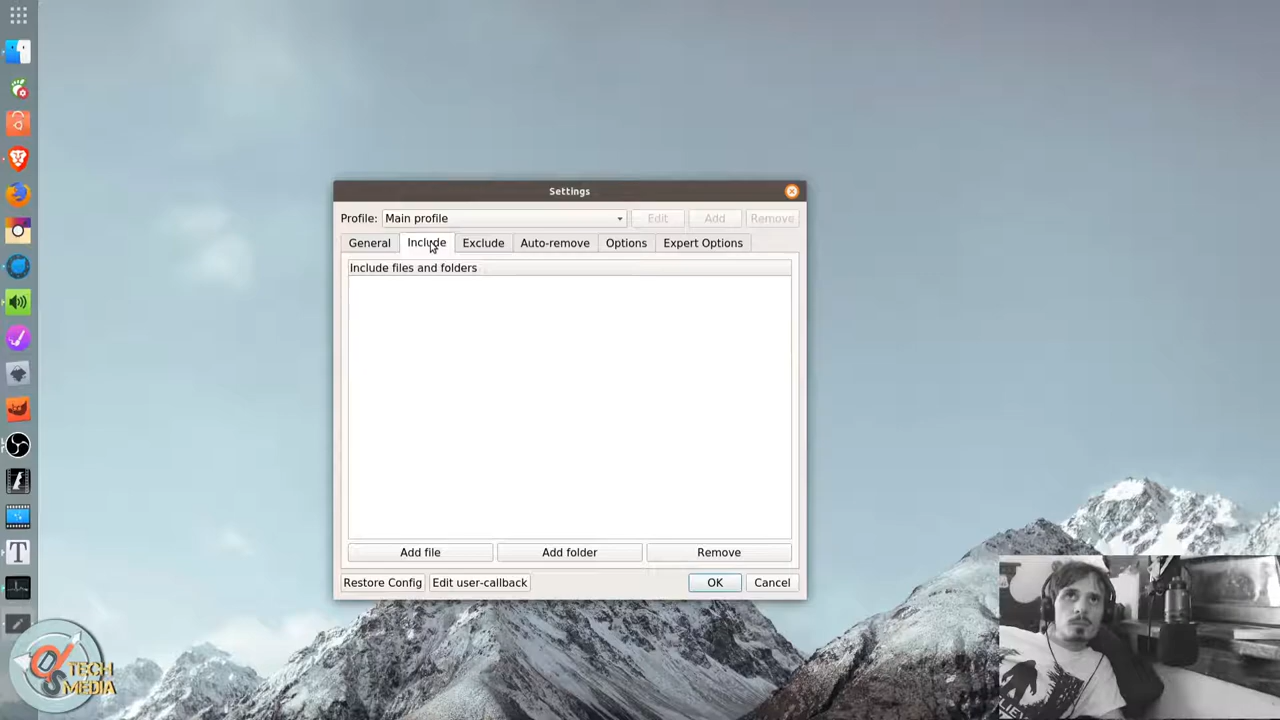 Settings
Profile: Main profile Edit Add Remove
General Include Exclude Auto-remove Options Expert Options
Include files and folders
Add file Add folder Remove
Restore Config Edit user-callback OK Cancel
T
TECH
MEDIA